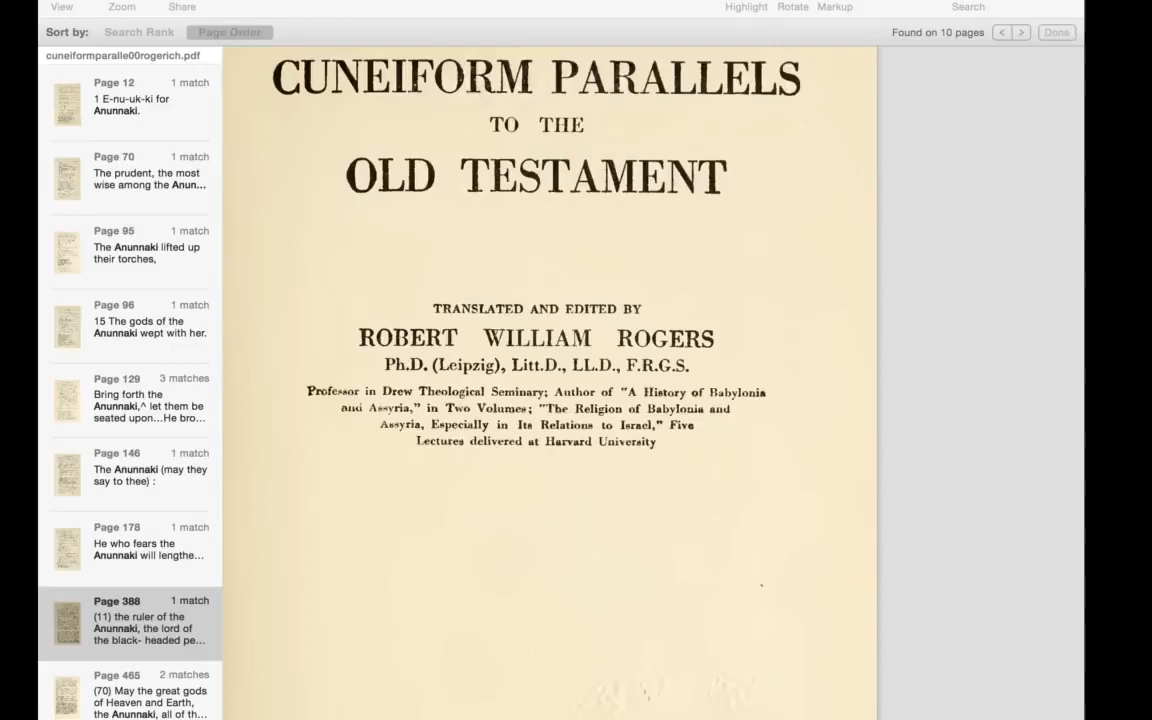 View Zoom Share Highlight Rotate Markup Search
Sort by: Search Rank Page Order Found on 10 pages < > Done
cuneiformparalle00rogerich.pdf
Page 12 1 match
1 E-nu-uk-ki for
Anunnaki.
Page 70 1 match
The prudent, the most
wise among the Anun...
Page 95 1 match
The Anunnaki lifted up
their torches,
Page 96 1 match
15 The gods of the
Anunnaki wept with her.
Page 129 3 matches
Bring forth the
Anunnaki,^ let them be
seated upon...He bro...
Page 146 1 match
The Anunnaki (may they
say to thee) :
Page 178 1 match
He who fears the
Anunnaki will lengthe...
Page 388 1 match
(11) the ruler of the
Anunnaki, the lord of
the black- headed pe...
Page 465 2 matches
(70) May the great gods
of Heaven and Earth,
the Anunnaki, all of th...
CUNEIFORM PARALLELS
TO THE
OLD TESTAMENT
TRANSLATED AND EDITED BY
ROBERT WILLIAM ROGERS
Ph.D. (Leipzig), Litt.D., LL.D., F.R.G.S.
Professor in Drew Theological Seminary; Author of "A History of Babylonia
and Assyria," in Two Volumes; "The Religion of Babylonia and
Assyria, Especially in Its Relations to Israel," Five
Lectures delivered at Harvard University